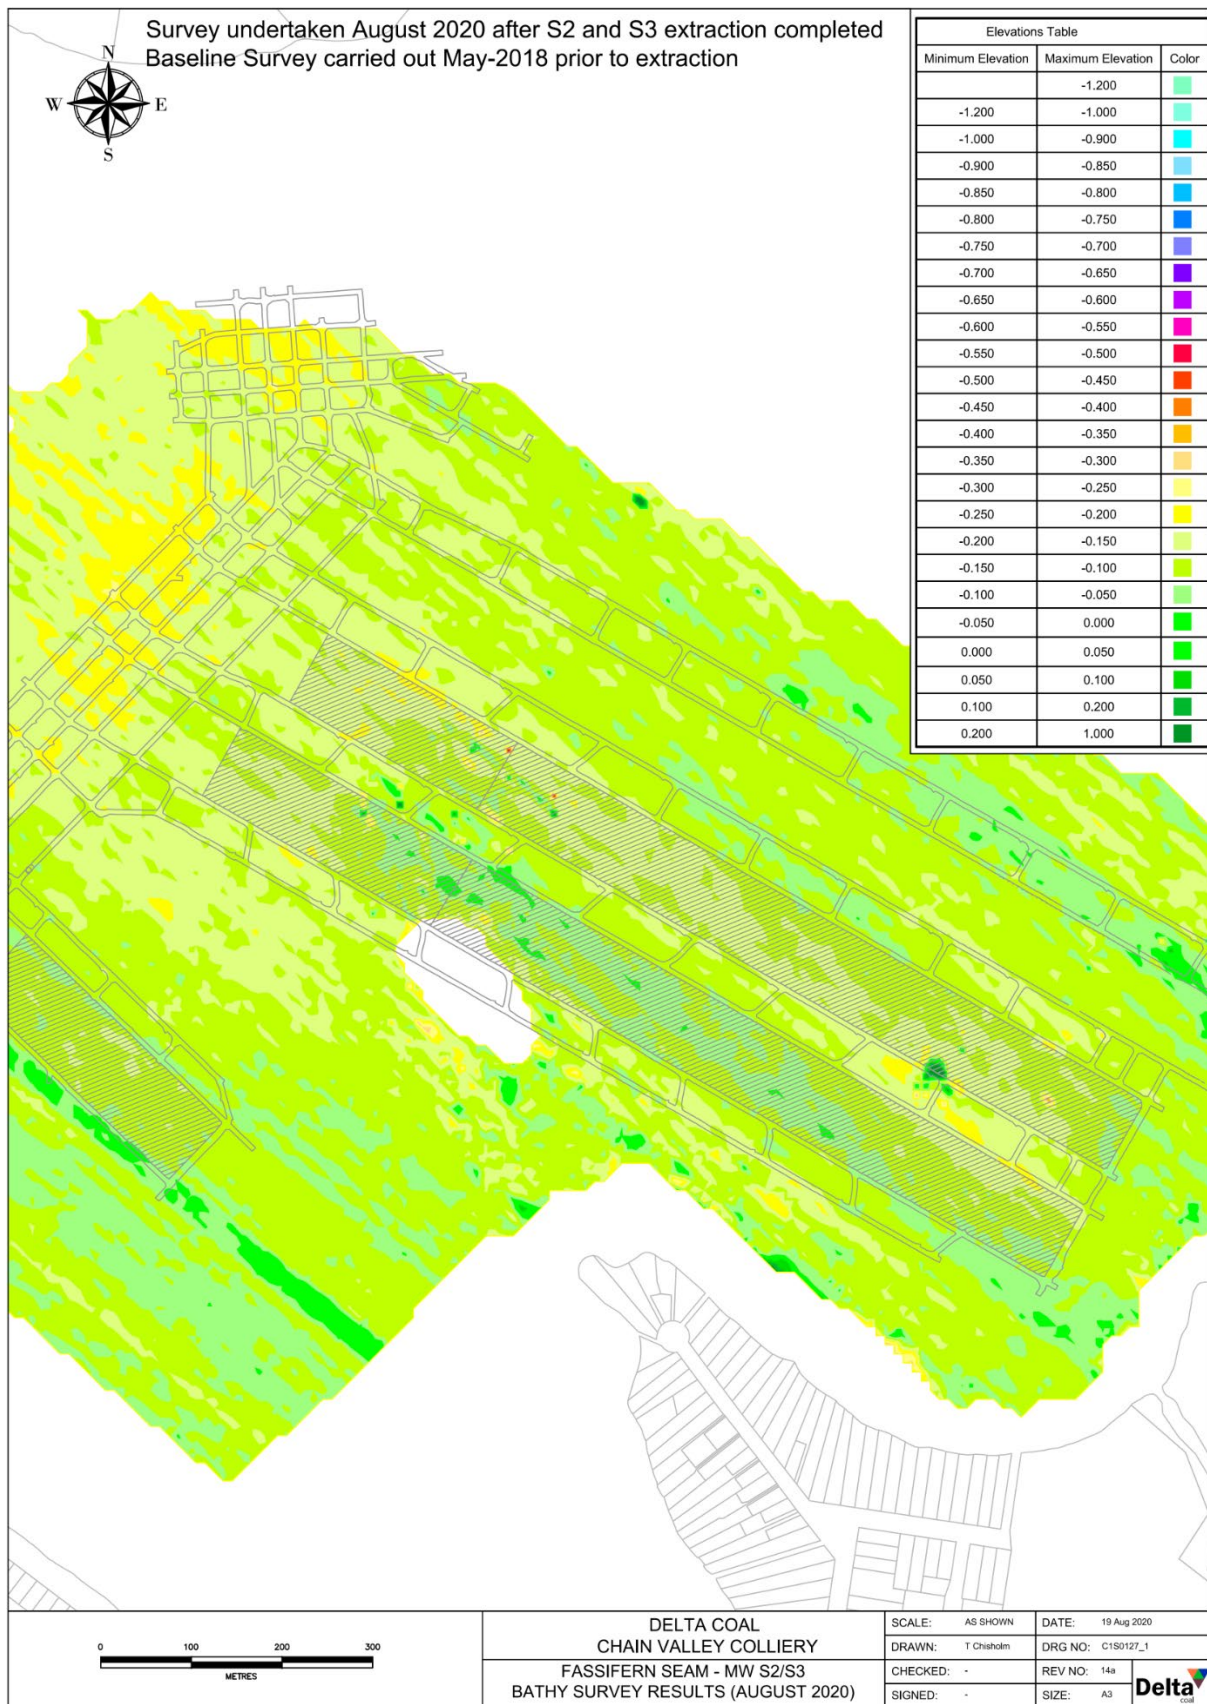 Survey undertaken August 2020 after S2 and S3 extraction completed
Baseline Survey carried out May-2018 prior to extraction
N
W E
S
Elevations Table
Minimum Elevation Maximum Elevation Color
-1.200
-1.200 -1.000
-1.000 -0.900
-0.900 -0.850
-0.850 -0.800
-0.800 -0.750
-0.750 -0.700
-0.700 -0.650
-0.650 -0.600
-0.600 -0.550
-0.550 -0.500
-0.500 -0.450
-0.450 -0.400
-0.400 -0.350
-0.350 -0.300
-0.300 -0.250
-0.250 -0.200
-0.200 -0.150
-0.150 -0.100
-0.100 -0.050
-0.050 0.000
0.000 0.050
0.050 0.100
0.100 0.200
0.200 1.000
0 100 200 300
METRES
DELTA COAL
CHAIN VALLEY COLLIERY
FASSIFERN SEAM - MW S2/S3
BATHY SURVEY RESULTS (AUGUST 2020)
SCALE: AS SHOWN DATE: 19 Aug 2020
DRAWN: T Chisholm DRG NO: C1S0127_1
CHECKED: - REV NO: 14a
SIGNED: - SIZE: A3
Delta
coal